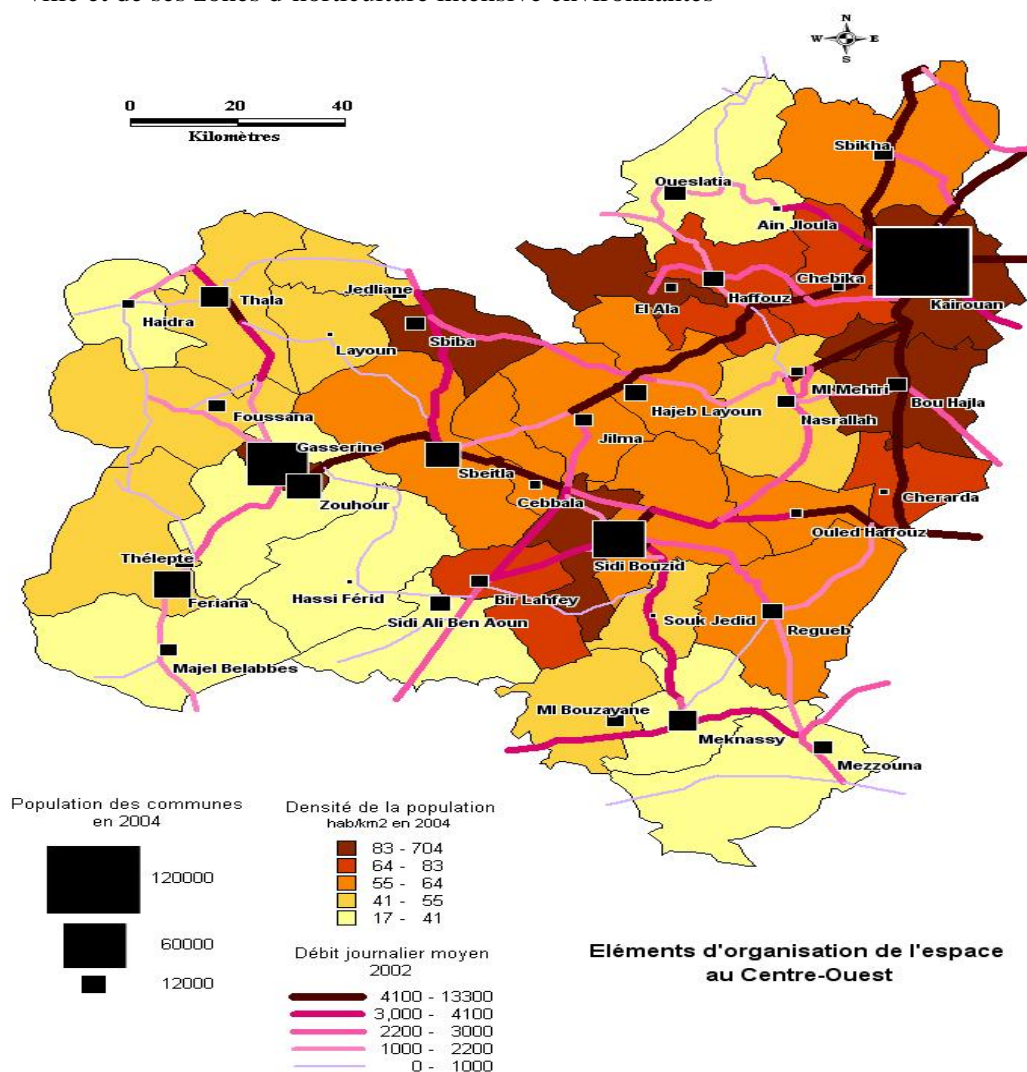 ville et de ses zones d'horticulture intensive environnantes
N
W E
S
0 20 40
Kilomètres
Sbikha
Oueslatia
Ain Jloula
Chebika
Kairouan
Haffouz
El Ala
Jedliane
Thala
Haidra
Sbiba
Layoun
Foussana
Gasserine
Zouhour
Sbeitla
Hajeb Layoun
Jilma
Cebbala
Ml Mehiri
Nasrallah
Bou Hajla
Cherarda
Ouled Haffouz
Sidi Bouzid
Thélepte
Feriana
Hassi Férid
Bir Lahfey
Sidi Ali Ben Aoun
Souk Jedid
Regueb
Majel Belabbes
Ml Bouzayane
Meknassy
Mezzouna
Population des communes
en 2004
120000
60000
12000
Densité de la population
hab/km2 en 2004
83 - 704
64 - 83
55 - 64
41 - 55
17 - 41
Débit journalier moyen
2002
4100 - 13300
3,000 - 4100
2200 - 3000
1000 - 2200
0 - 1000
Eléments d'organisation de l'espace
au Centre-Ouest